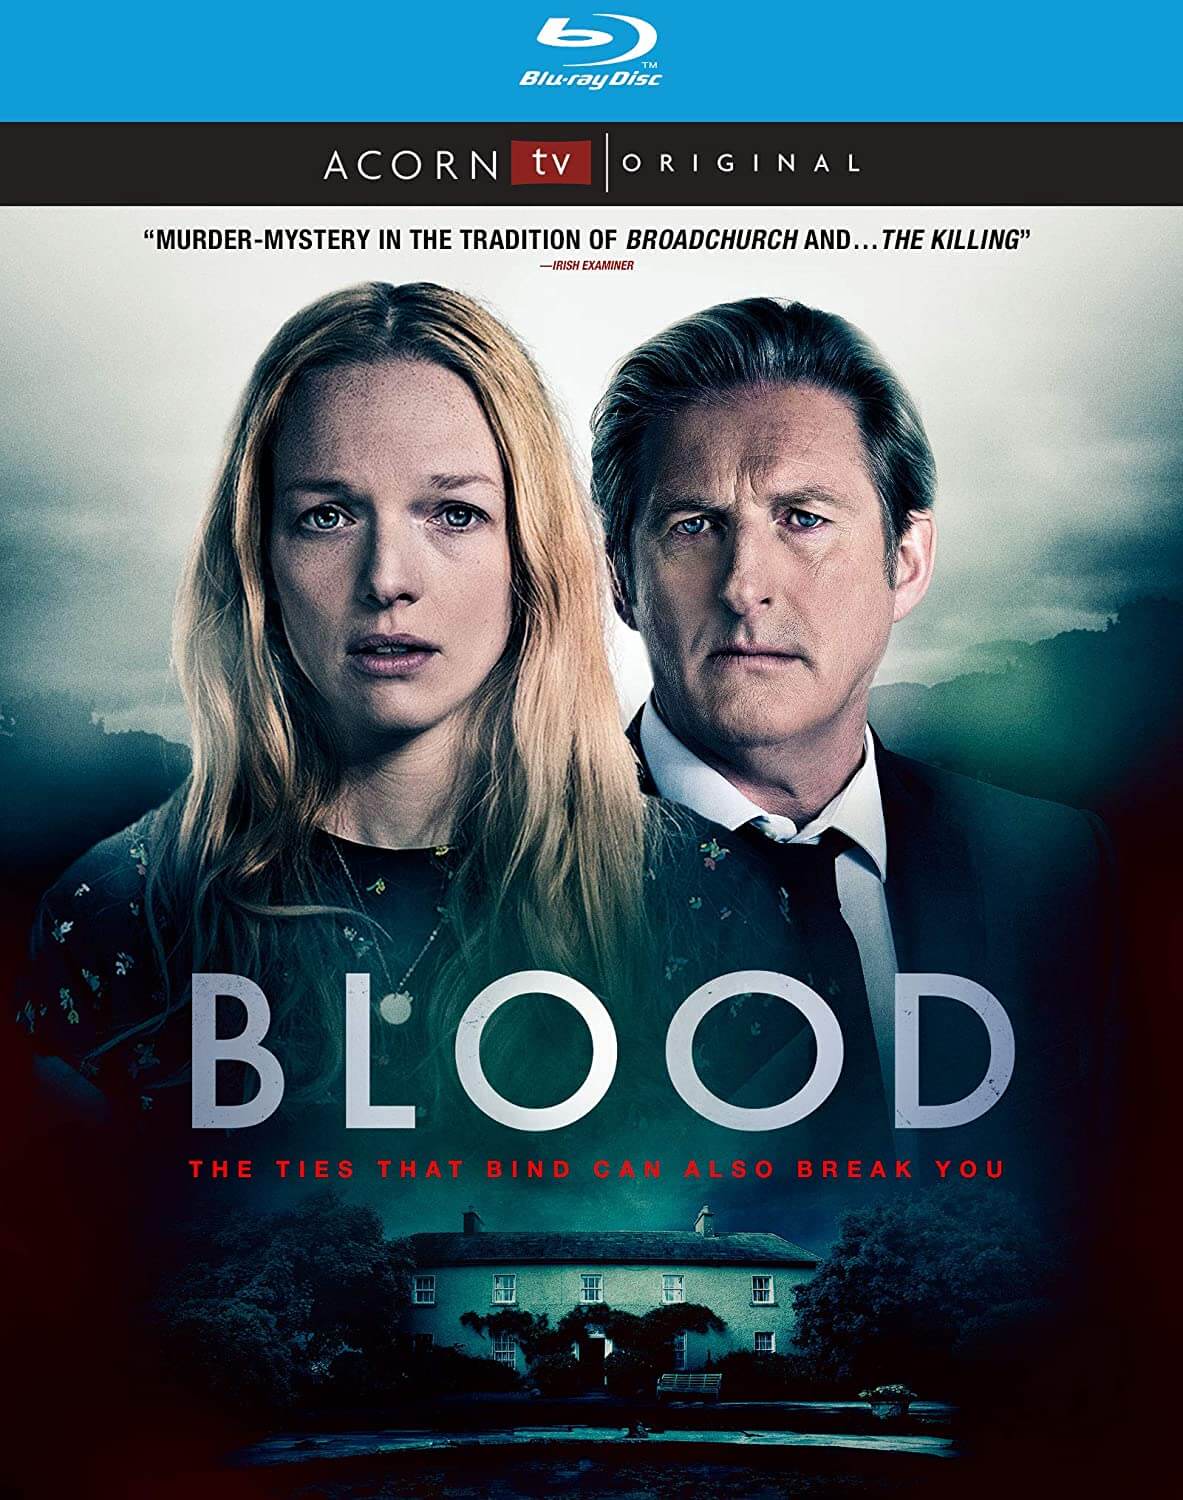 Blu-ray Disc™
ACORN tv ORIGINAL
“MURDER-MYSTERY IN THE TRADITION OF BROADCHURCH AND…THE KILLING”
—IRISH EXAMINER
BLOOD
THE TIES THAT BIND CAN ALSO BREAK YOU